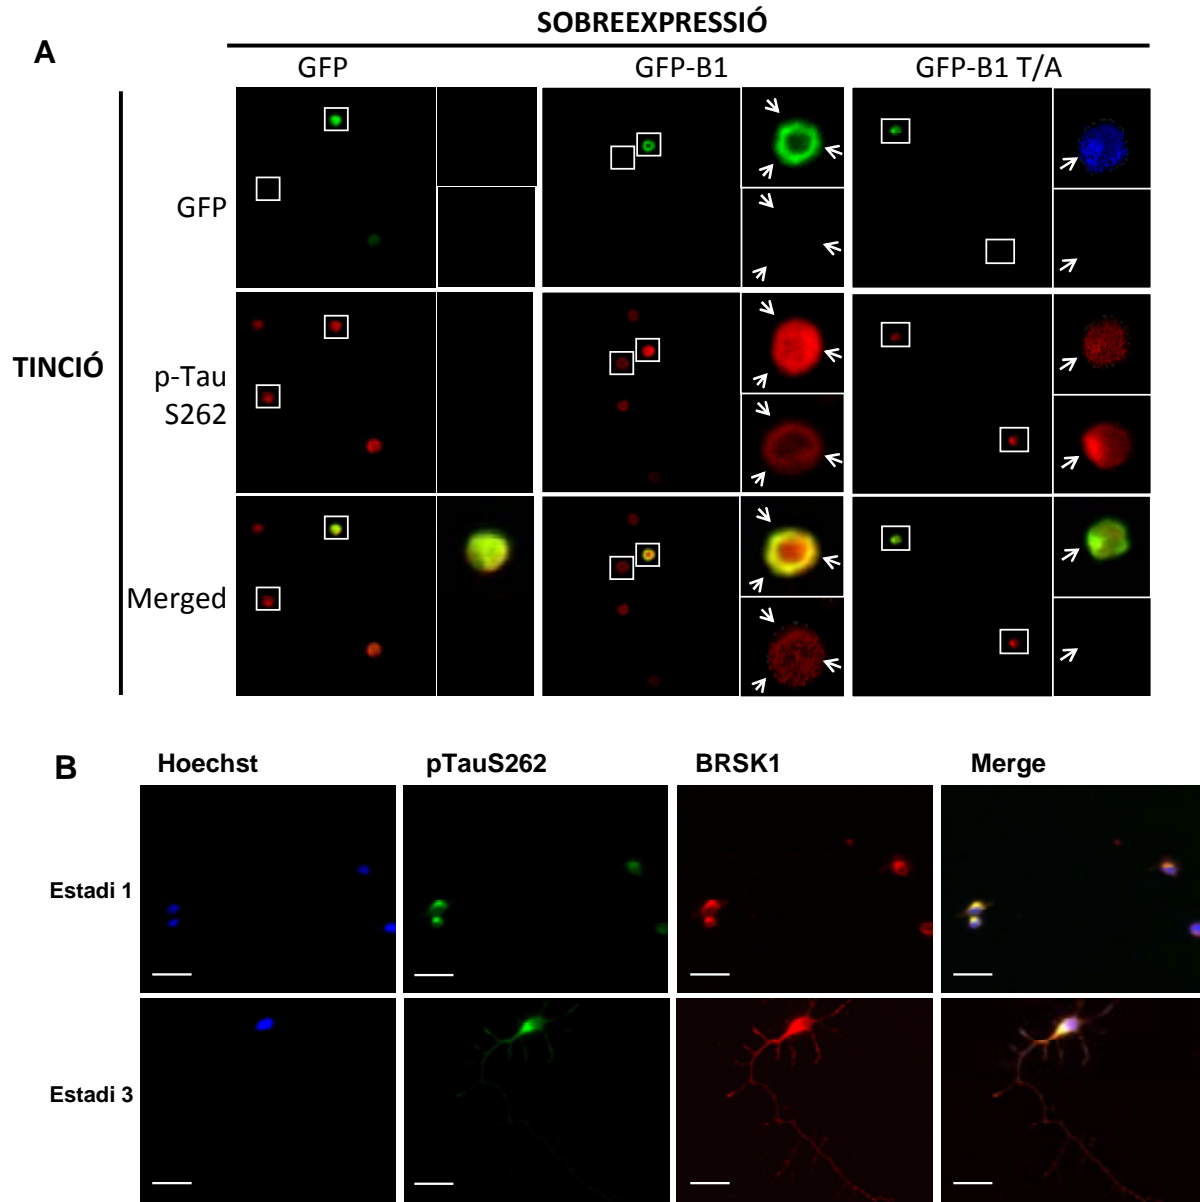 SOBREEXPRESSIÓ
A
GFP
GFP-B1
GFP-B1 T/A
GFP
TINCIÓ
p-Tau
S262
Merged
B
Hoechst
pTauS262
BRSK1
Merge
Estadi 1
Estadi 3